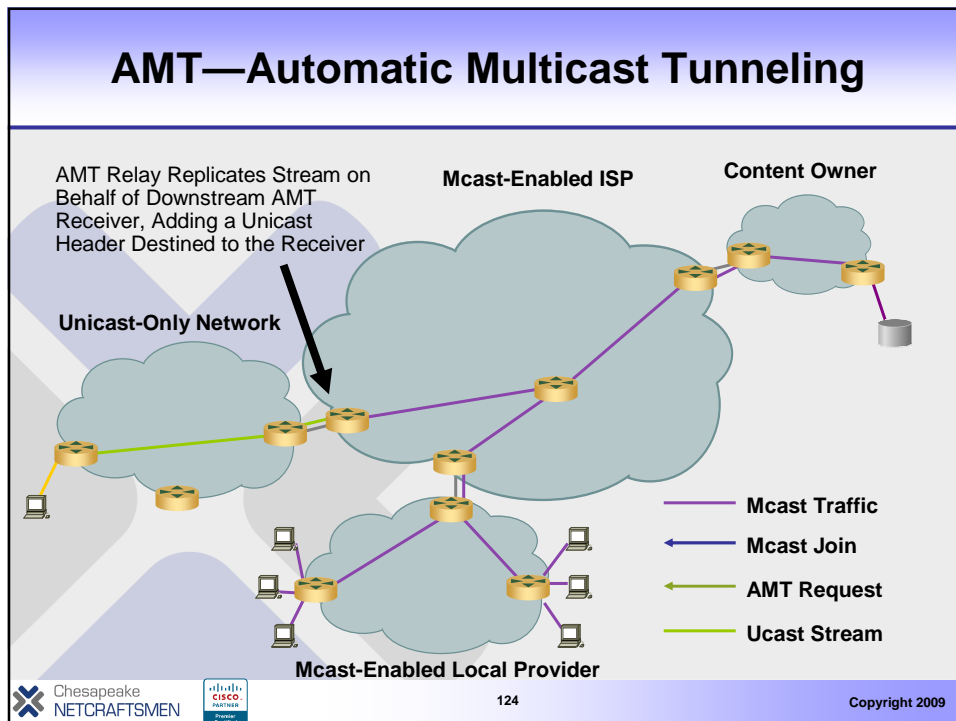 AMT—Automatic Multicast Tunneling
AMT Relay Replicates Stream on
Behalf of Downstream AMT
Receiver, Adding a Unicast
Header Destined to the Receiver
Mcast-Enabled ISP
Content Owner
Unicast-Only Network
Mcast Traffic
Mcast Join
AMT Request
Ucast Stream
Mcast-Enabled Local Provider
Chesapeake
NETCRAFTSMEN
CISCO
PARTNER
Premier
124
Copyright 2009